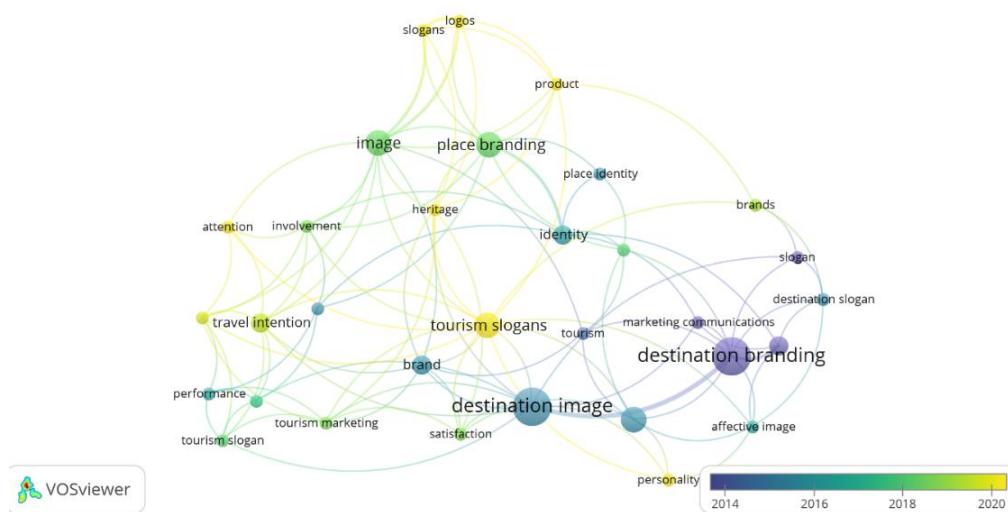 logos
slogans
product
image
place branding
place identity
heritage
brands
attention
involvement
identity
slogan
destination slogan
travel intention
tourism slogans
tourism
marketing communications
destination branding
brand
performance
destination image
tourism marketing
satisfaction
affective image
tourism slogan
personality
VOSviewer
2014
2016
2018
2020